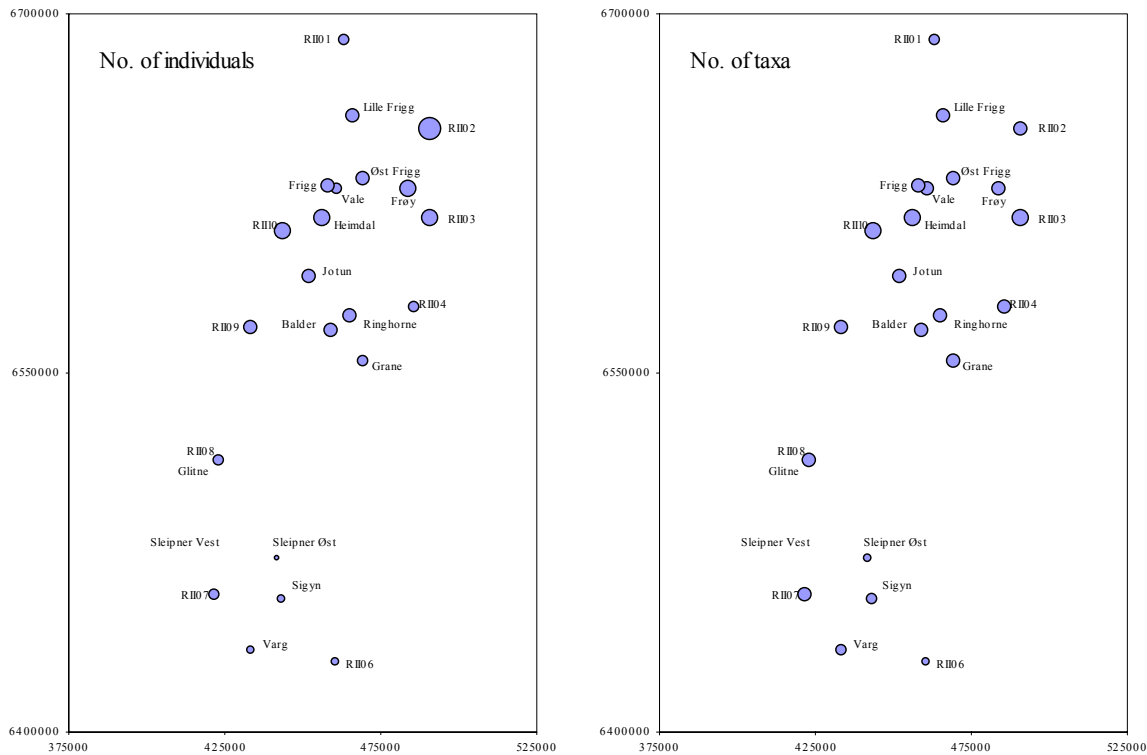 6700000
No. of individuals
RII01
Lille Frigg
RII02
Øst Frigg
Frigg
Vale
Frøy
RII10
Heimdal
RII03
Jotun
RII04
RII09
Balder
Ringhorne
6550000
Grane
RII08
Glitne
Sleipner Vest
Sleipner Øst
RII07
Sigyn
Varg
RII06
6400000
375000
425000
475000
525000
6700000
No. of taxa
RII01
Lille Frigg
RII02
Øst Frigg
Frigg
Vale
Frøy
RII10
Heimdal
RII03
Jotun
RII04
RII09
Balder
Ringhorne
6550000
Grane
RII08
Glitne
Sleipner Vest
Sleipner Øst
RII07
Sigyn
Varg
RII06
6400000
375000
425000
475000
525000